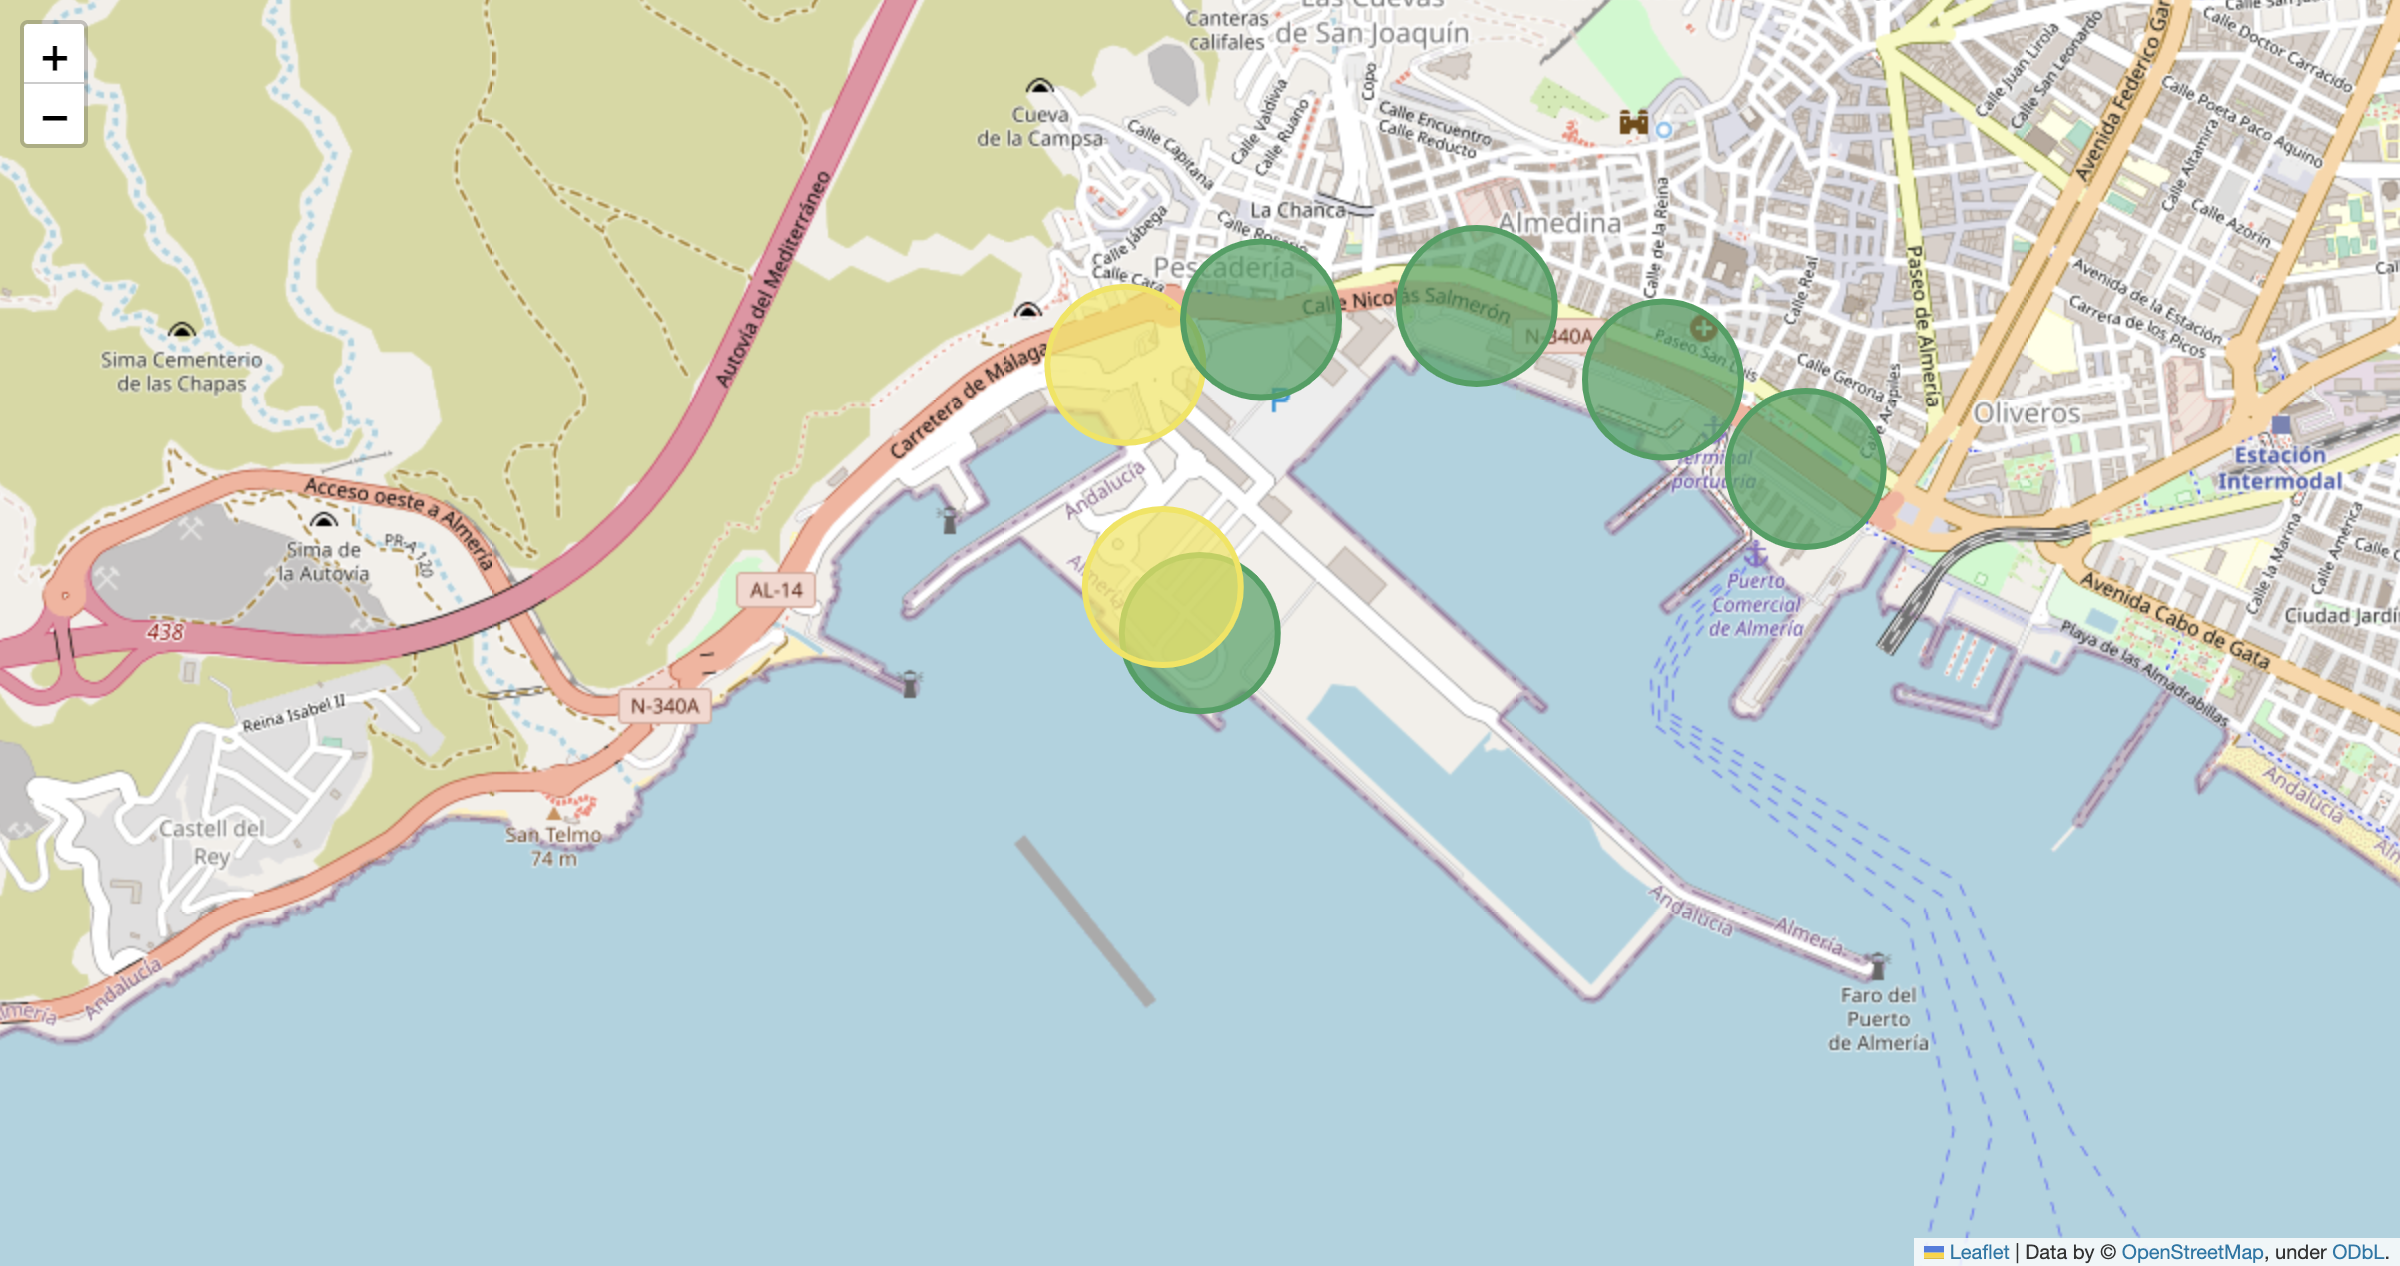 +
−
Canteras
califales
Las Cuevas
de San Joaquín
Cueva
de la Campsa
Calle Capitana
Calle Valdivia
Calle Ruano
Copo
Calle Encuentro
Calle Reducto
La Chanca
Calle Rosario
Calle Jábega
Calle Cara
Pescadería
Almedina
Calle de la Reina
Calle Real
Paseo de Almería
Avenida Federico Gar
Calle Juan Lirola
Calle San Leonardo
Calle Doctor Carracido
Calle Poeta Paco Aquino
Calle Altamira
Calle Azorín
Avenida de la Estación
Carrera de los Picos
Autovía del Mediterráneo
Sima Cementerio
de las Chapas
Carretera de Málaga
Calle Nicolás Salmerón
N-340A
Paseo San Luis
Calle Gerona
Calle Arapiles
Oliveros
P
Estación
Intermodal
Terminal
portuaria
Andalucía
Almería
Acceso oeste a Almería
Sima de
la Autovía
PR-A 120
AL-14
438
Puerto
Comercial
de Almería
Avenida Cabo de Gata
Calle la Marina
Calle América
Ciudad Jardí
Playa de las Almadrabillas
Reina Isabel II
N-340A
Castell del
Rey
San Telmo
74 m
Andalucía
Almería
Andalucía
Andalucía
Faro del
Puerto
de Almería
Leaflet | Data by © OpenStreetMap, under ODbL.